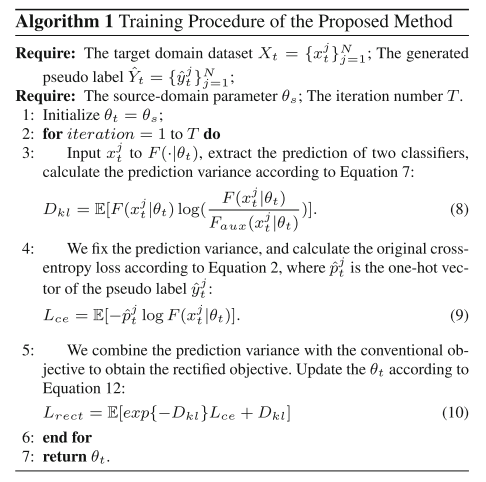 Algorithm 1 Training Procedure of the Proposed Method
Require: The target domain dataset $X_t = \{x_t^j\}_{j=1}^N$; The generated
pseudo label $\hat{Y}_t = \{\hat{y}_t^j\}_{j=1}^N$;
Require: The source-domain parameter $\theta_s$; The iteration number $T$.
1: Initialize $\theta_t = \theta_s$;
2: for $iteration = 1$ to $T$ do
3: Input $x_t^j$ to $F(\cdot|\theta_t)$, extract the prediction of two classifiers,
calculate the prediction variance according to Equation 7:
$D_{kl} = \mathbb{E}[F(x_t^j|\theta_t) \log(\frac{F(x_t^j|\theta_t)}{F_{aux}(x_t^j|\theta_t)})].$ (8)
4: We fix the prediction variance, and calculate the original cross-
entropy loss according to Equation 2, where $\hat{p}_t^j$ is the one-hot vec-
tor of the pseudo label $\hat{y}_t^j$:
$L_{ce} = \mathbb{E}[-\hat{p}_t^j \log F(x_t^j|\theta_t)].$ (9)
5: We combine the prediction variance with the conventional ob-
jective to obtain the rectified objective. Update the $\theta_t$ according to
Equation 12:
$L_{rect} = \mathbb{E}[exp\{-D_{kl}\}L_{ce} + D_{kl}]$ (10)
6: end for
7: return $\theta_t$.